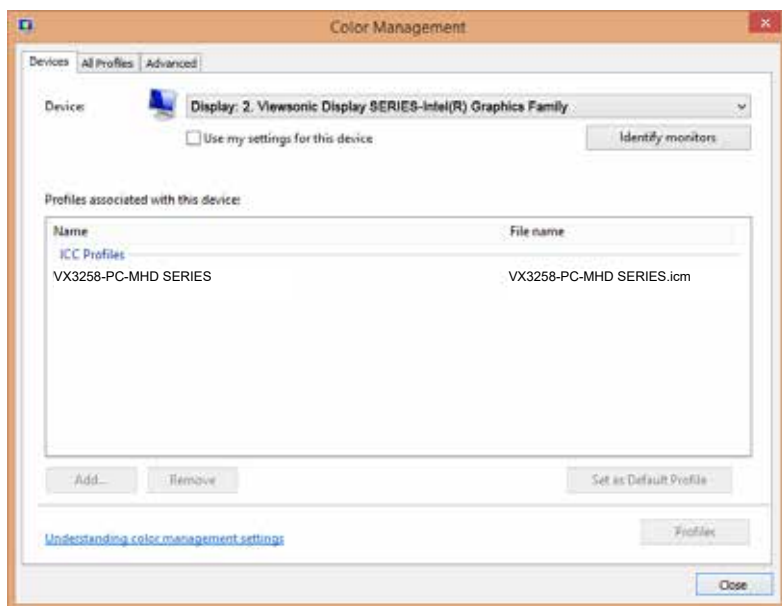 Color Management
Devices All Profiles Advanced
Device: Display: 2. Viewsonic Display SERIES-Intel(R) Graphics Family
Use my settings for this device Identify monitors
Profiles associated with this device:
Name File name
ICC Profiles
VX3258-PC-MHD SERIES VX3258-PC-MHD SERIES.icm
Add... Remove Set as Default Profile
Understanding color management settings Profiles
Close